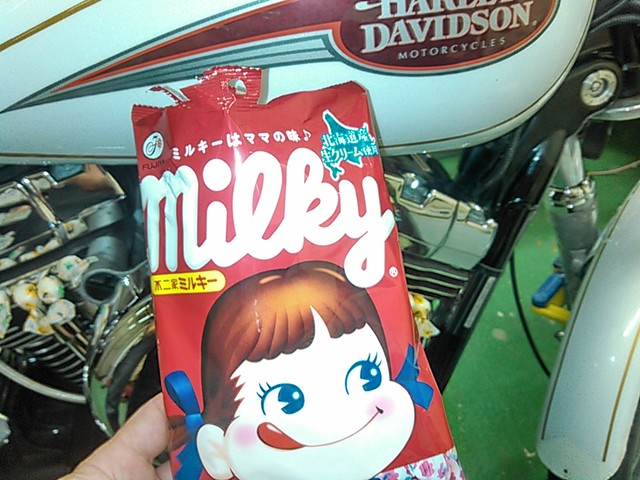 HARLEY-
DAVIDSON
MOTORCYCLES
FUJIYA
ミルキーはママの味♪
北海道産
生クリーム使用
milky
®
不二家ミルキー